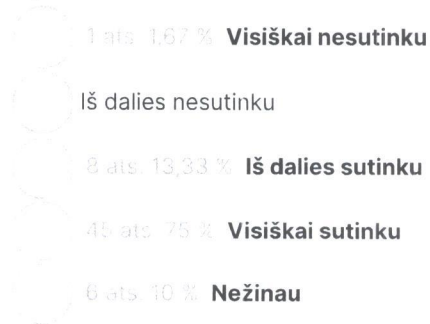 1 ats. 1,67 % Visiškai nesutinku
Iš dalies nesutinku
8 ats. 13,33 % Iš dalies sutinku
45 ats. 75 % Visiškai sutinku
6 ats. 10 % Nežinau